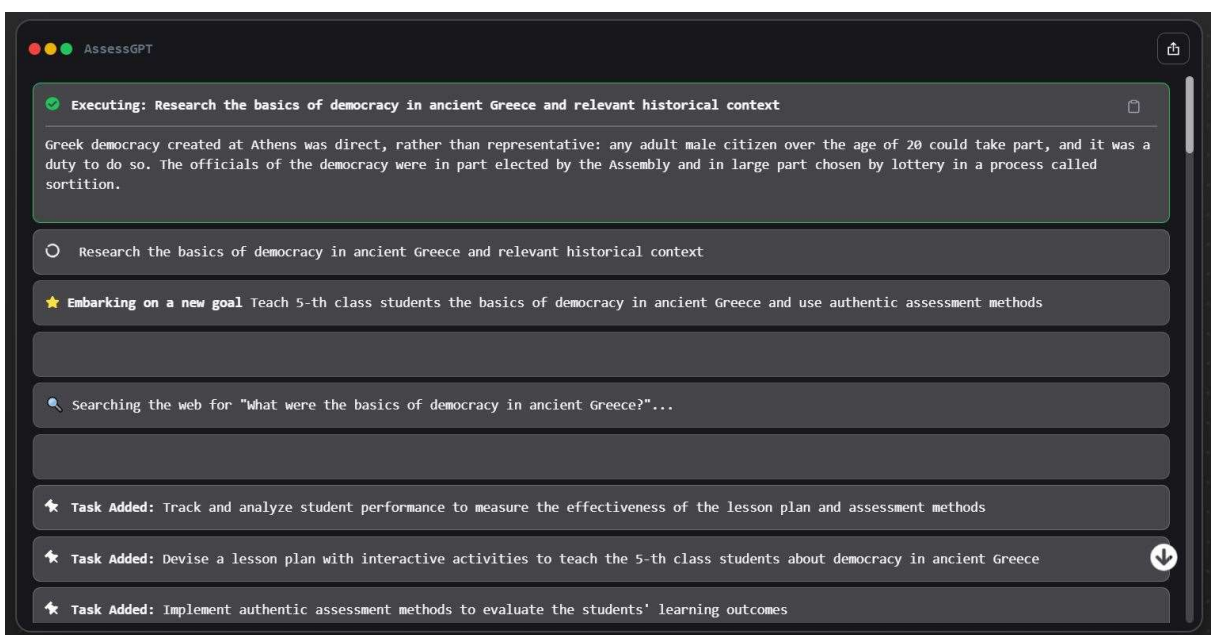 AssessGPT
Executing: Research the basics of democracy in ancient Greece and relevant historical context
Greek democracy created at Athens was direct, rather than representative: any adult male citizen over the age of 20 could take part, and it was a
duty to do so. The officials of the democracy were in part elected by the Assembly and in large part chosen by lottery in a process called
sortition.
Research the basics of democracy in ancient Greece and relevant historical context
Embarking on a new goal Teach 5-th class students the basics of democracy in ancient Greece and use authentic assessment methods
Searching the web for "What were the basics of democracy in ancient Greece?"...
Task Added: Track and analyze student performance to measure the effectiveness of the lesson plan and assessment methods
Task Added: Devise a lesson plan with interactive activities to teach the 5-th class students about democracy in ancient Greece
Task Added: Implement authentic assessment methods to evaluate the students' learning outcomes